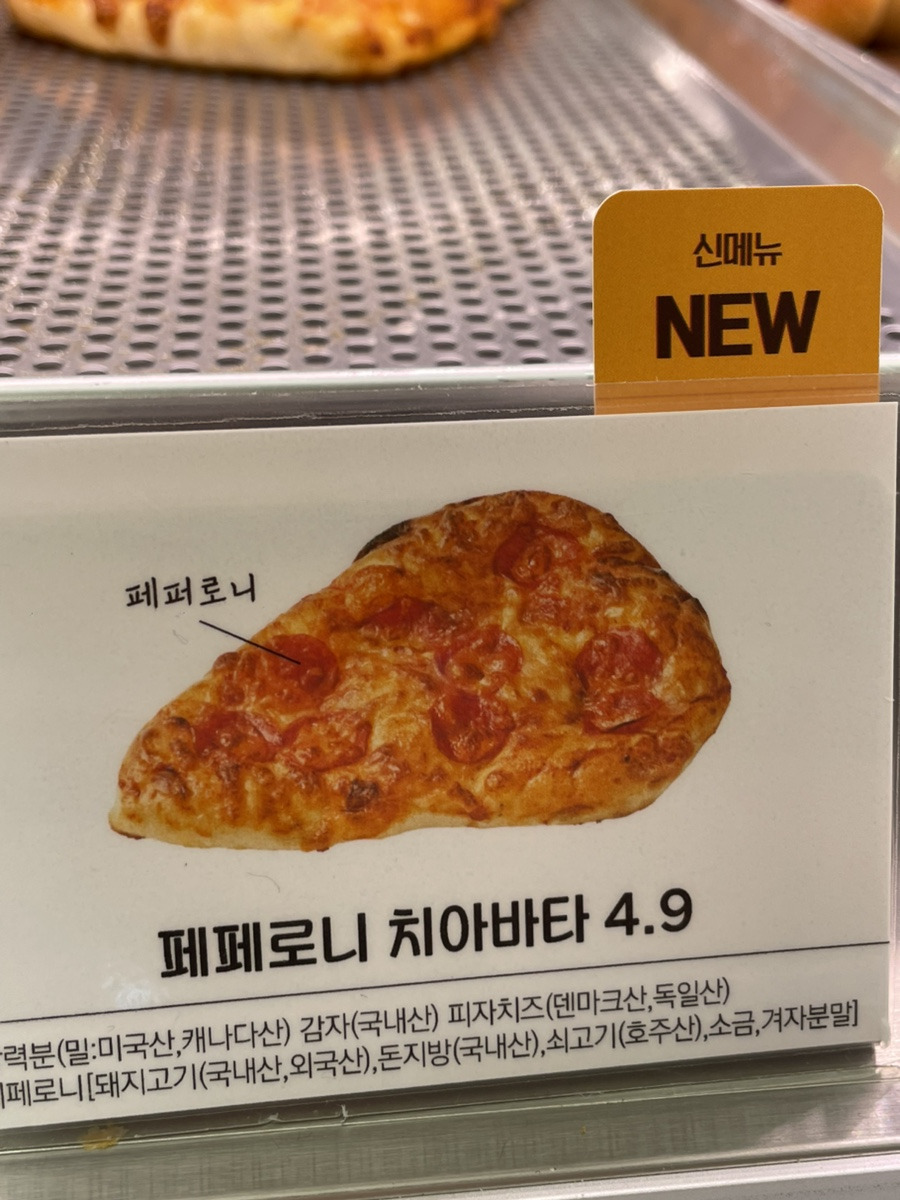 신메뉴
NEW
페퍼로니
페페로니 치아바타 4.9
력분(밀:미국산,캐나다산) 감자(국내산) 피자치즈(덴마크산,독일산)
페로니[돼지고기(국내산,외국산),돈지방(국내산),쇠고기(호주산),소금,겨자분말]